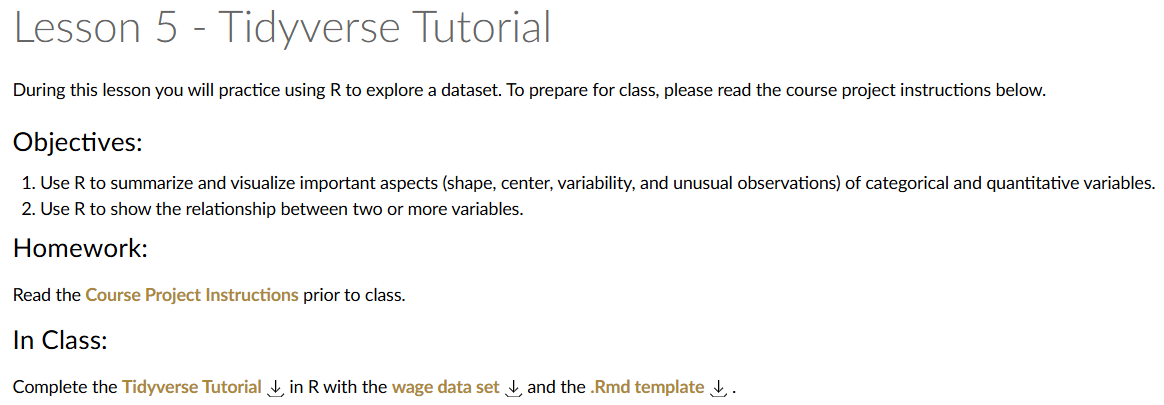 Lesson 5 - Tidyverse Tutorial
During this lesson you will practice using R to explore a dataset. To prepare for class, please read the course project instructions below.
Objectives:
1. Use R to summarize and visualize important aspects (shape, center, variability, and unusual observations) of categorical and quantitative variables.
2. Use R to show the relationship between two or more variables.
Homework:
Read the Course Project Instructions prior to class.
In Class:
Complete the Tidyverse Tutorial in R with the wage data set and the .Rmd template .